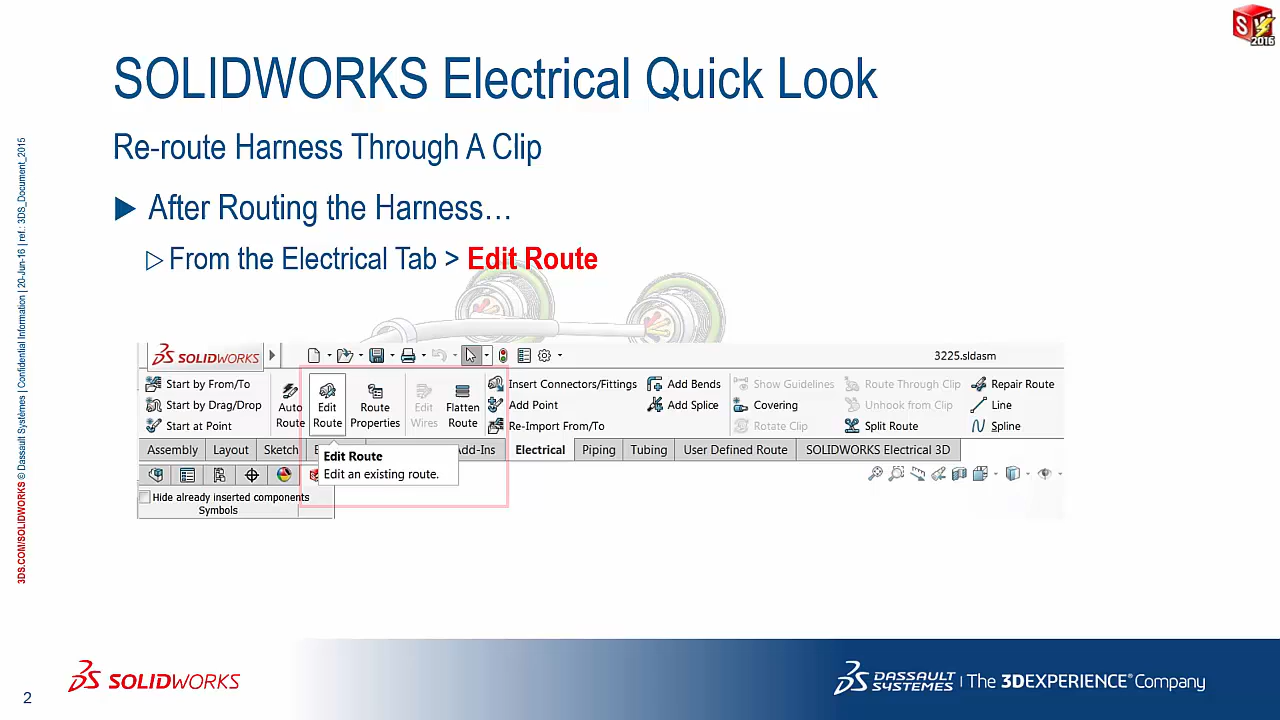 S
2016
SOLIDWORKS Electrical Quick Look
Re-route Harness Through A Clip
After Routing the Harness…
From the Electrical Tab > Edit Route
SOLIDWORKS
3225.sldasm
Start by From/To
Start by Drag/Drop
Start at Point
Auto Route
Edit Route
Route Properties
Edit Wires
Flatten Route
Insert Connectors/Fittings
Add Point
Re-Import From/To
Add Bends
Add Splice
Show Guidelines
Covering
Rotate Clip
Route Through Clip
Unhook from Clip
Split Route
Repair Route
Line
Spline
Assembly Layout Sketch E dd-Ins Electrical Piping Tubing User Defined Route SOLIDWORKS Electrical 3D
Edit Route
Edit an existing route.
Hide already inserted components
Symbols
3DS.COM/SOLIDWORKS © Dassault Systèmes | Confidential Information | 20-Jun-16 | ref.: 3DS_Document_2015
2
SOLIDWORKS
DASSAULT SYSTEMES | The 3DEXPERIENCE® Company